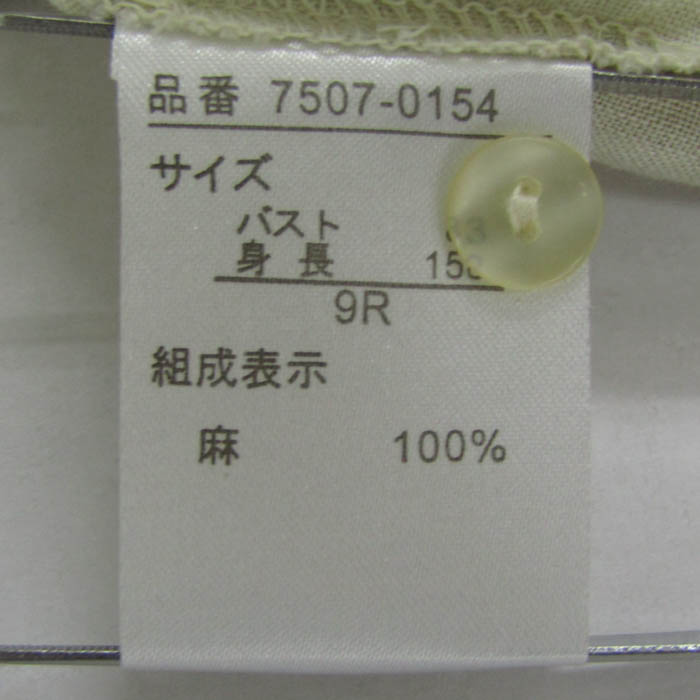 品番 7507-0154
サイズ
バスト
身長
9R
組成表示
麻 100%